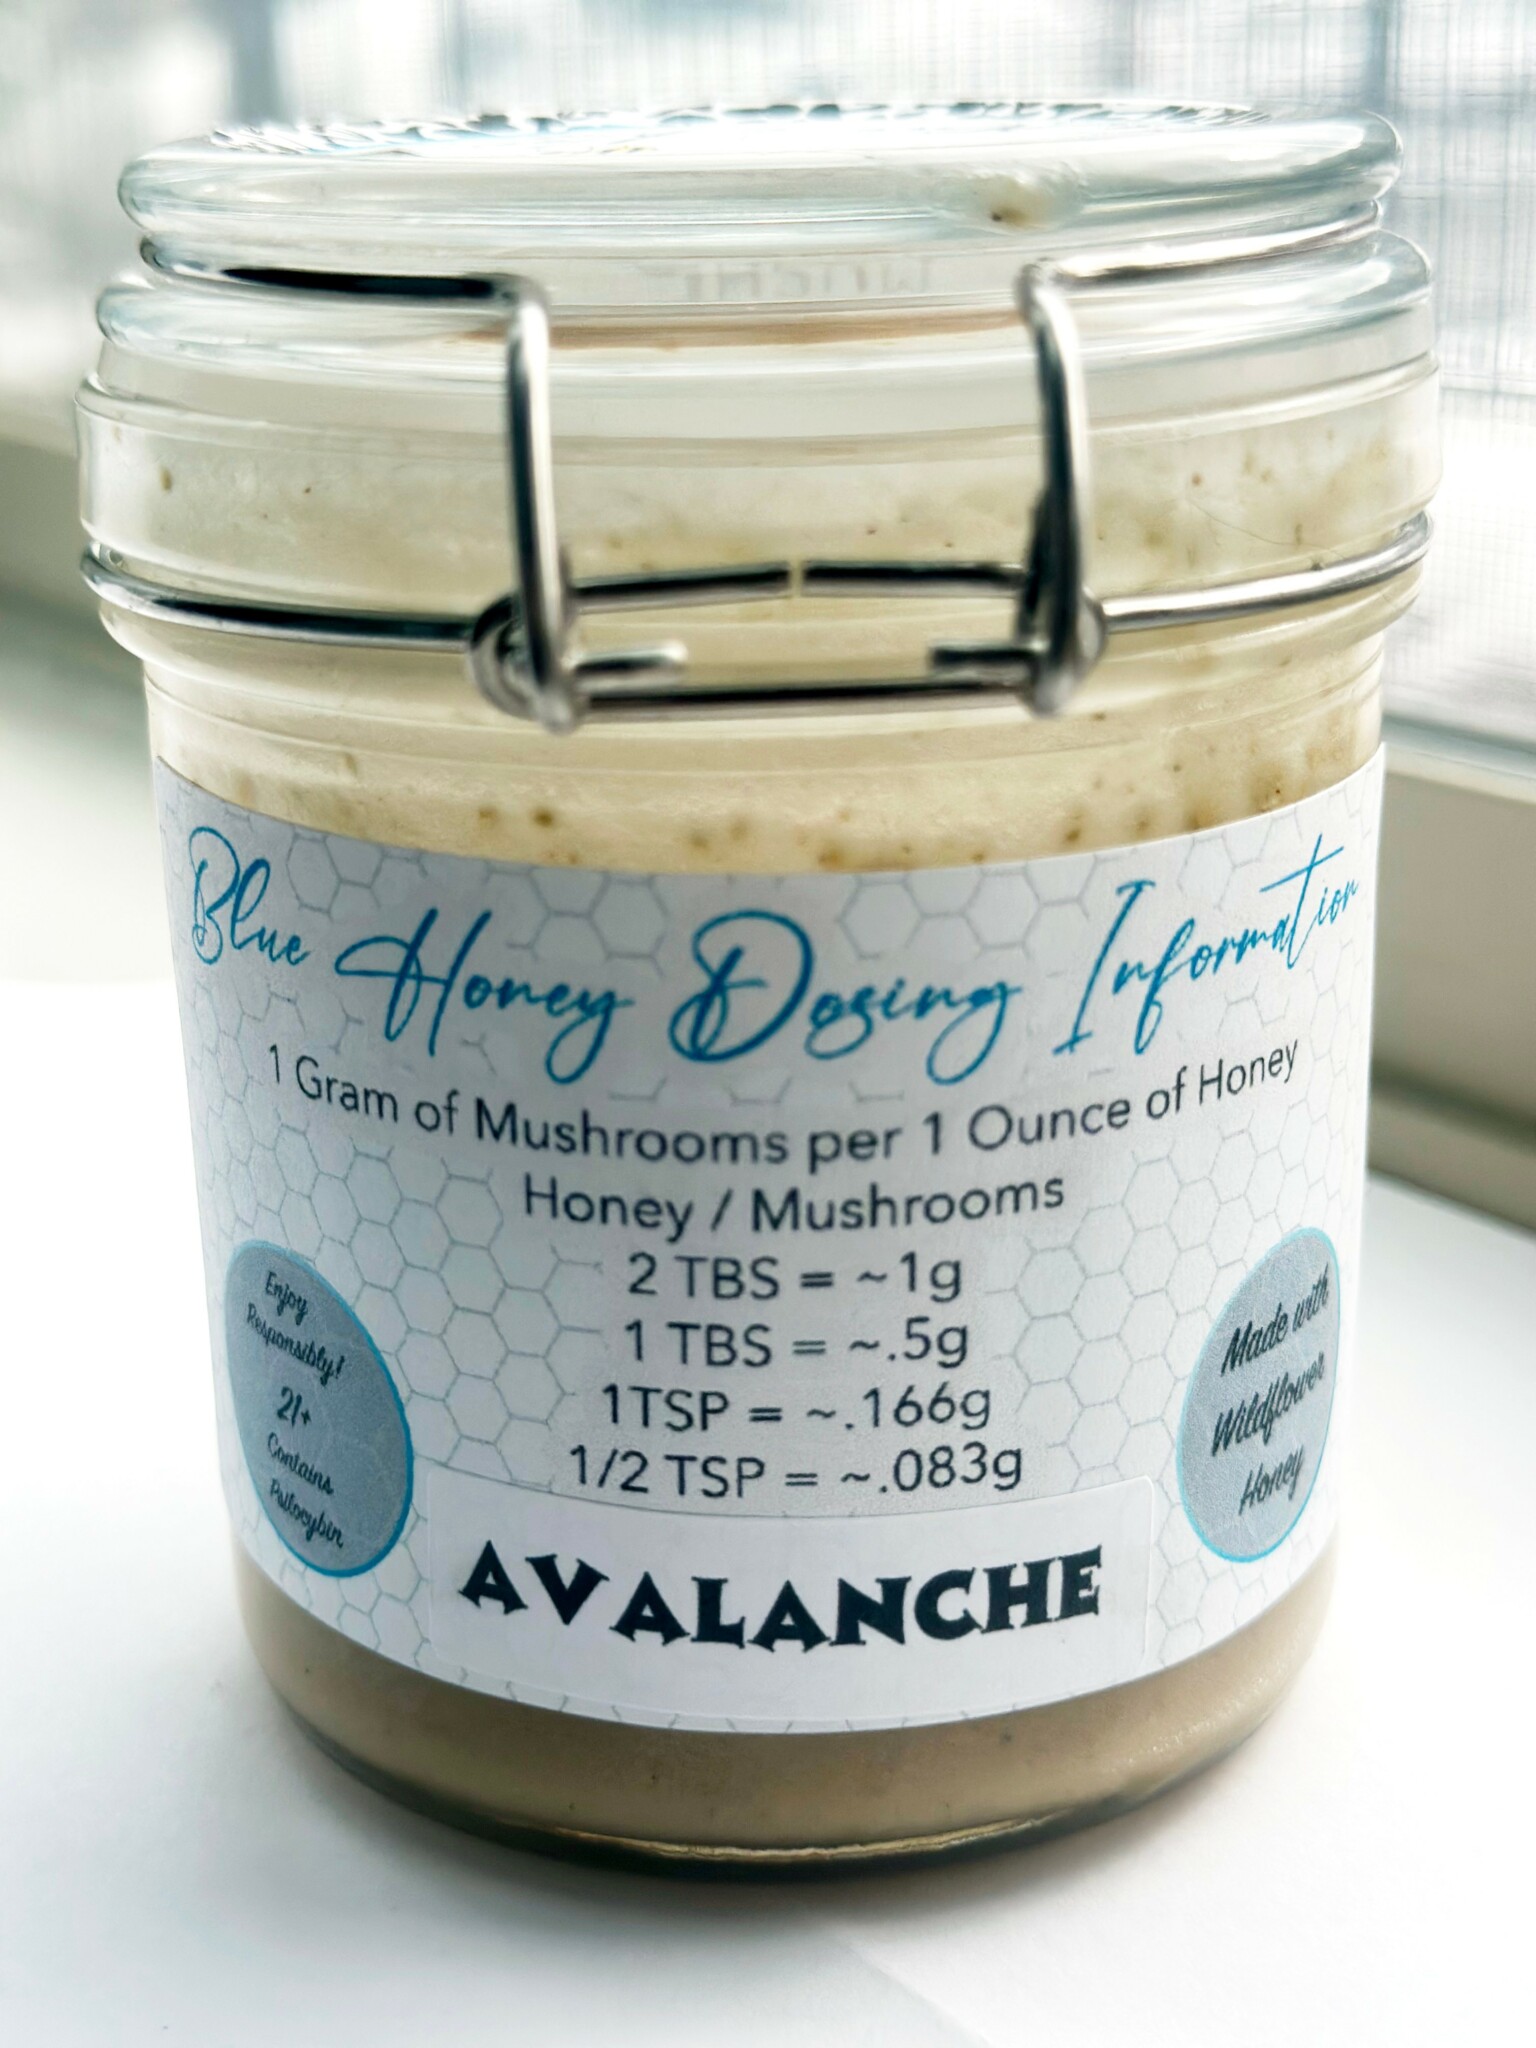 Blue Honey Dosing Information
1 Gram of Mushrooms per 1 Ounce of Honey
Honey / Mushrooms
2 TBS = ~1g
1 TBS = ~.5g
1TSP = ~.166g
1/2 TSP = ~.083g
Enjoy
Responsibly!
21+
Contains
Psilocybin
Made with
Wildflower
Honey
AVALANCHE